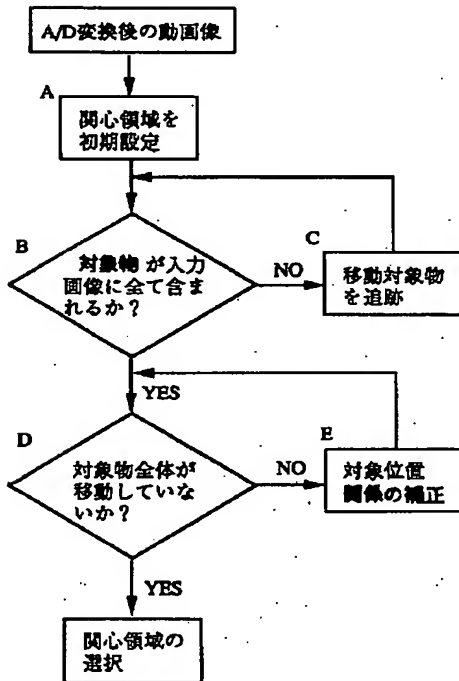 A/D変換後の動画像
A
関心領域を
初期設定
B
対象物が入力
画像に全て含ま
れるか？
NO
C
移動対象物
を追跡
YES
D
対象物全体が
移動していな
いか？
NO
E
対象位置
関係の補正
YES
関心領域の
選択